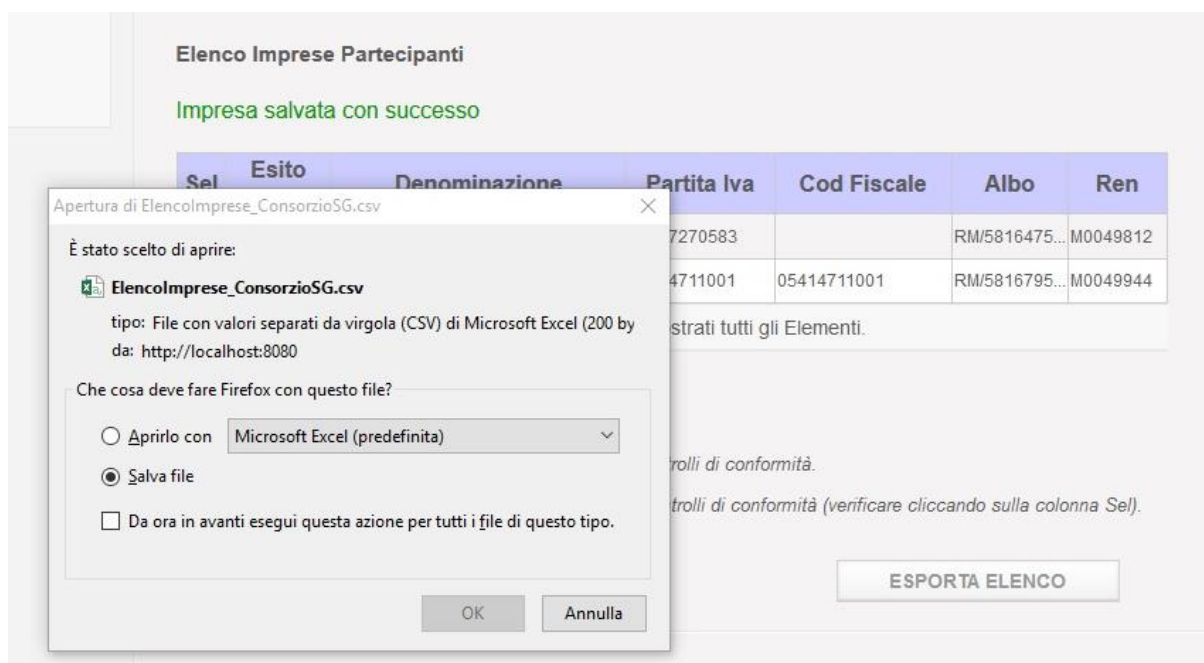 Elenco Imprese Partecipanti
Impresa salvata con successo
Sel Esito Denominazione Partita Iva Cod Fiscale Albo Ren
7270583 RM/5816475... M0049812
4711001 05414711001 RM/5816795... M0049944
strati tutti gli Elementi.
trolli di conformità.
trolli di conformità (verificare cliccando sulla colonna Sel).
ESPORTA ELENCO
Apertura di ElencoImprese_ConsorzioSG.csv
È stato scelto di aprire:
ElencoImprese_ConsorzioSG.csv
tipo: File con valori separati da virgola (CSV) di Microsoft Excel (200 by
da: http://localhost:8080
Che cosa deve fare Firefox con questo file?
Aprirlo con Microsoft Excel (predefinita)
Salva file
Da ora in avanti esegui questa azione per tutti i file di questo tipo.
OK Annulla